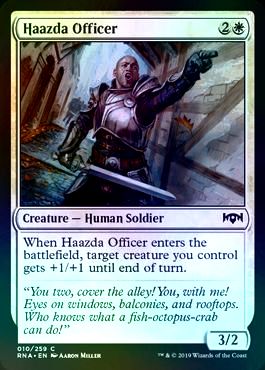 Haazda Officer 2
Creature — Human Soldier
When Haazda Officer enters the
battlefield, target creature you control
gets +1/+1 until end of turn.
“You two, cover the alley! You, with me!
Eyes on windows, balconies, and rooftops.
Who knows what a fish-octopus-crab
can do!”
3/2
010/259 C
RNA • EN AARON MILLER
™ & © 2019 Wizards of the Coast